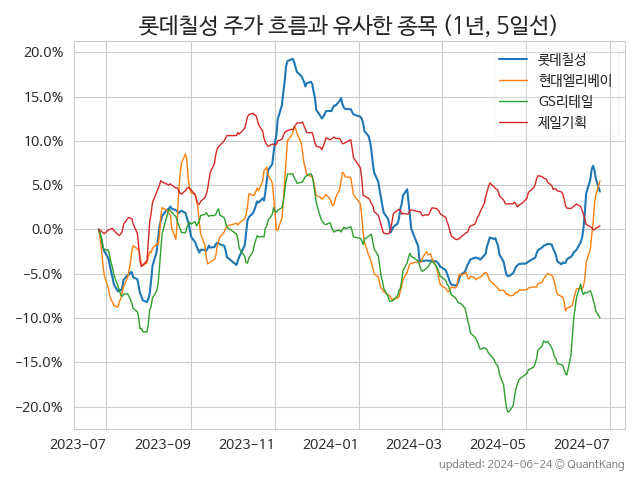 롯데칠성 주가 흐름과 유사한 종목 (1년, 5일선)
롯데칠성
현대엘리베이
GS리테일
제일기획
20.0%
15.0%
10.0%
5.0%
0.0%
−5.0%
−10.0%
−15.0%
−20.0%
2023-07 2023-09 2023-11 2024-01 2024-03 2024-05 2024-07
updated: 2024-06-24 © QuantKang